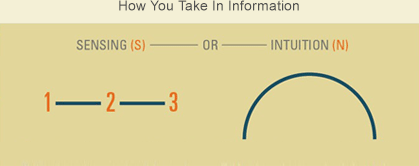 How You Take In Information
SENSING (S) OR INTUITION (N)
1 2 3